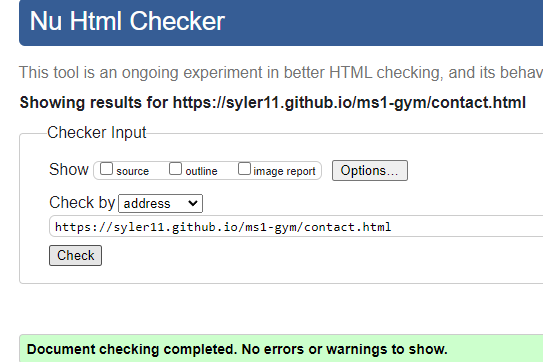 Nu Html Checker
This tool is an ongoing experiment in better HTML checking, and its behav
Showing results for https://syler11.github.io/ms1-gym/contact.html
Checker Input
Show source outline image report Options...
Check by address
https://syler11.github.io/ms1-gym/contact.html
Check
Document checking completed. No errors or warnings to show.